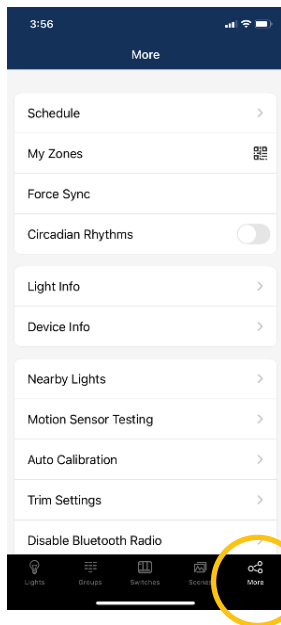 3:56
More
Schedule
My Zones
Force Sync
Circadian Rhythms
Light Info
Device Info
Nearby Lights
Motion Sensor Testing
Auto Calibration
Trim Settings
Disable Bluetooth Radio
Lights Groups Switches Scenes More